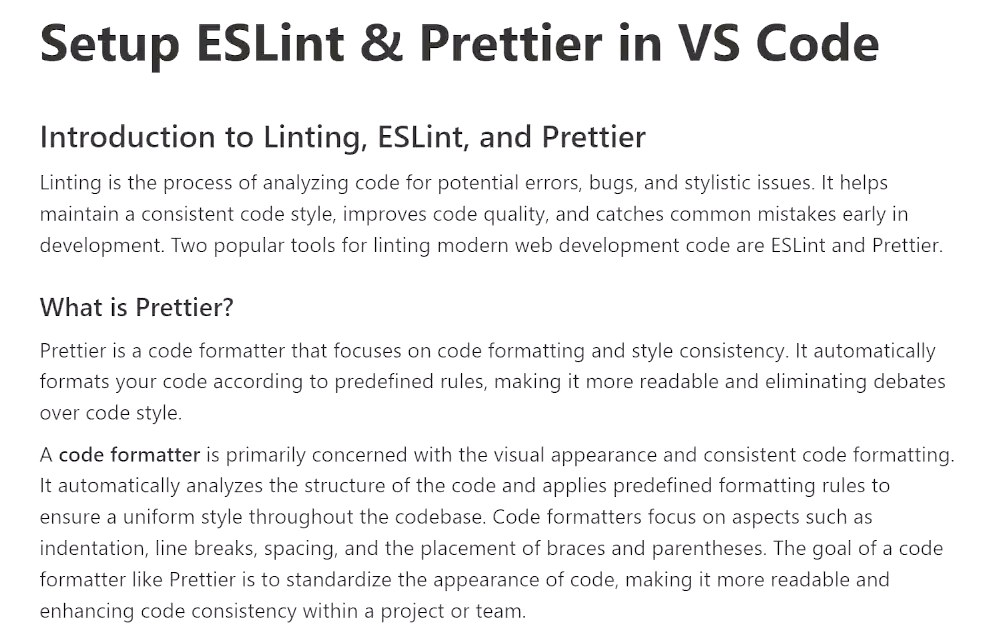 Setup ESLint & Prettier in VS Code
Introduction to Linting, ESLint, and Prettier
Linting is the process of analyzing code for potential errors, bugs, and stylistic issues. It helps
maintain a consistent code style, improves code quality, and catches common mistakes early in
development. Two popular tools for linting modern web development code are ESLint and Prettier.
What is Prettier?
Prettier is a code formatter that focuses on code formatting and style consistency. It automatically
formats your code according to predefined rules, making it more readable and eliminating debates
over code style.
A code formatter is primarily concerned with the visual appearance and consistent code formatting.
It automatically analyzes the structure of the code and applies predefined formatting rules to
ensure a uniform style throughout the codebase. Code formatters focus on aspects such as
indentation, line breaks, spacing, and the placement of braces and parentheses. The goal of a code
formatter like Prettier is to standardize the appearance of code, making it more readable and
enhancing code consistency within a project or team.